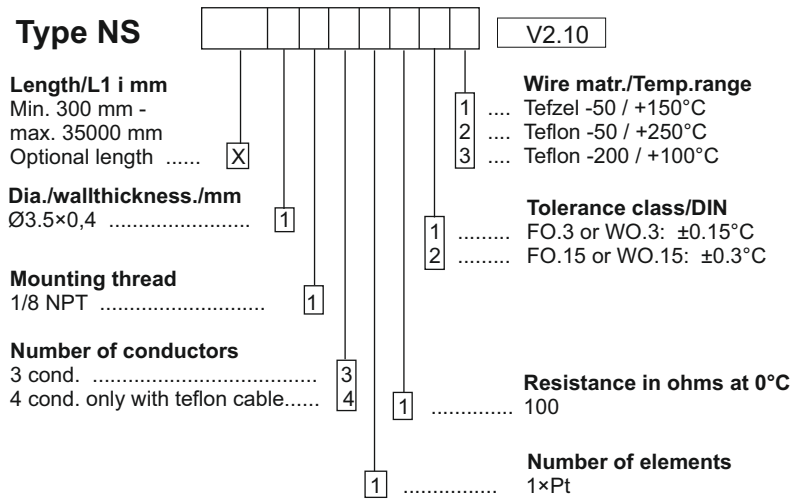 Type NS
V2.10
Length/L1 i mm
Min. 300 mm -
max. 35000 mm
Optional length ...... X
Dia./wallthickness./mm
Ø3.5×0,4 ....................... 1
Mounting thread
1/8 NPT ........................... 1
Number of conductors
3 cond. ..................................... 3
4 cond. only with teflon cable...... 4
Wire matr./Temp.range
1 .... Tefzel -50 / +150°C
2 .... Teflon -50 / +250°C
3 .... Teflon -200 / +100°C
Tolerance class/DIN
1 ......... FO.3 or WO.3: ±0.15°C
2 ......... FO.15 or WO.15: ±0.3°C
Resistance in ohms at 0°C
1 .............. 100
Number of elements
1 ................ 1×Pt